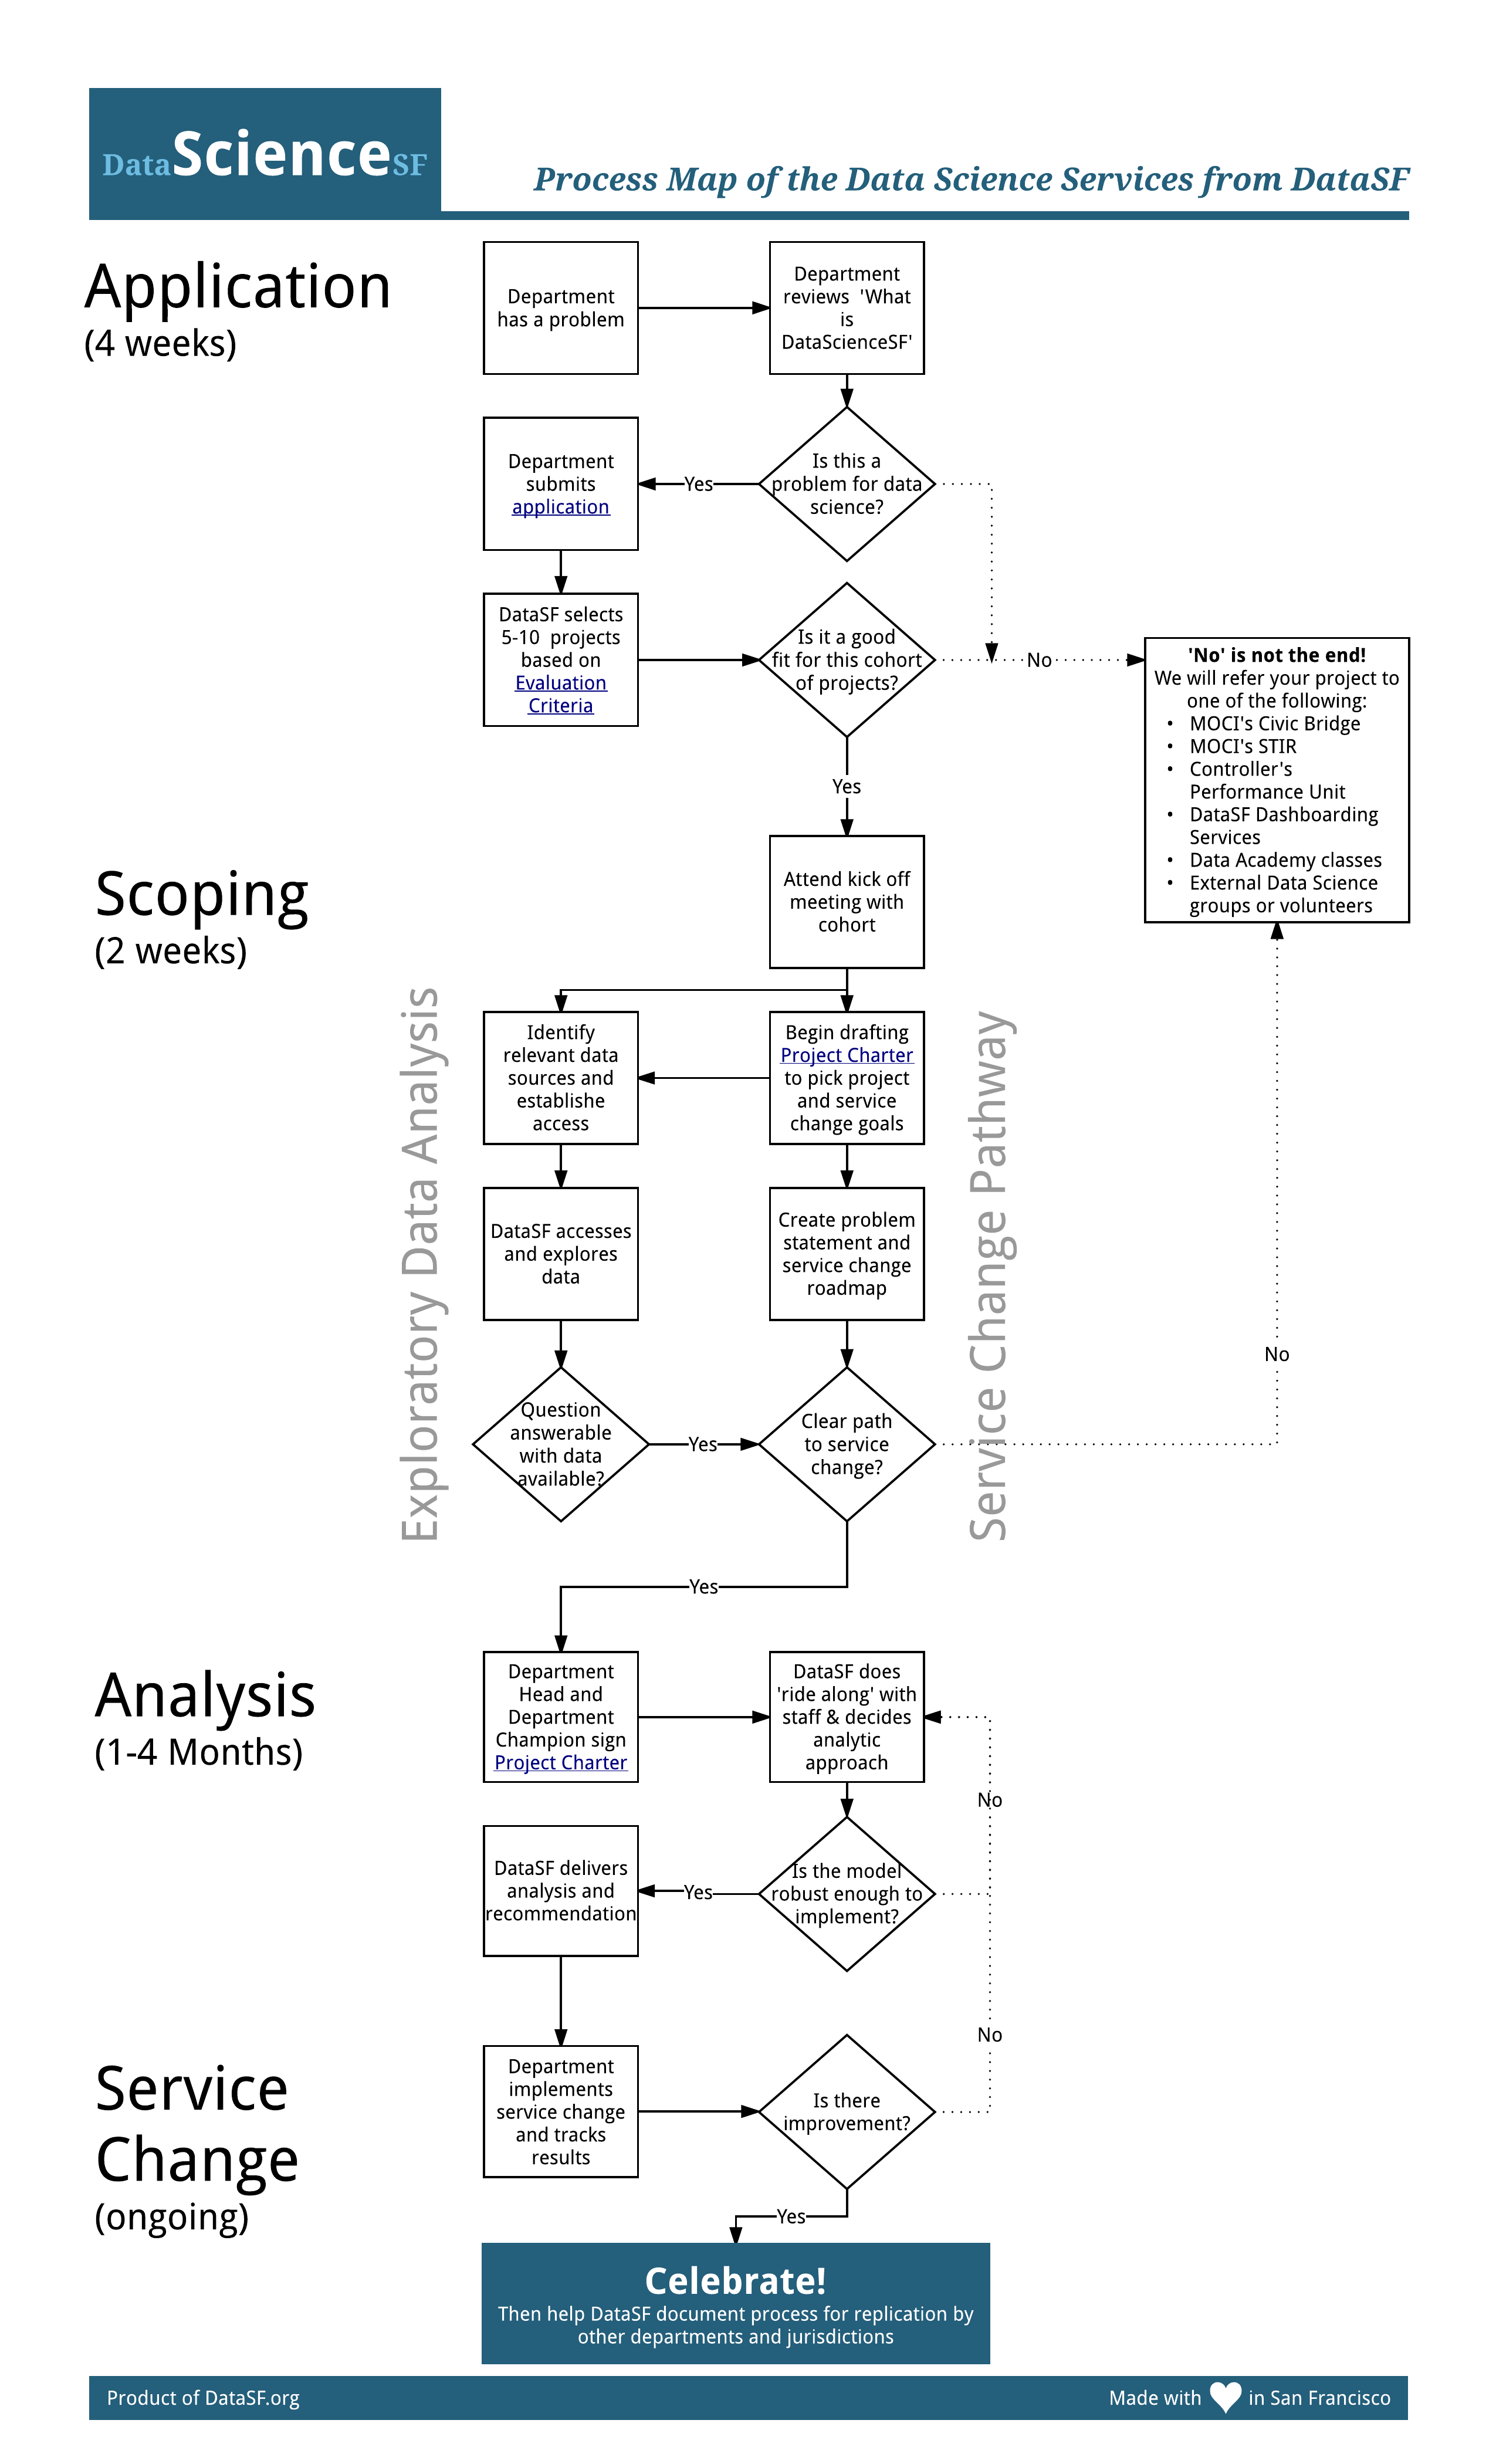 DataScienceSF
Process Map of the Data Science Services from DataSF
Application
(4 weeks)
Department
has a problem
Department
reviews 'What
is
DataScienceSF'
Department
submits
application
Yes
Is this a
problem for data
science?
DataSF selects
5-10 projects
based on
Evaluation
Criteria
Is it a good
fit for this cohort
of projects?
No
'No' is not the end!
We will refer your project to
one of the following:
• MOCI's Civic Bridge
• MOCI's STIR
• Controller's
Performance Unit
• DataSF Dashboarding
Services
• Data Academy classes
• External Data Science
groups or volunteers
Yes
Scoping
(2 weeks)
Attend kick off
meeting with
cohort
Exploratory Data Analysis
Identify
relevant data
sources and
establishe
access
Begin drafting
Project Charter
to pick project
and service
change goals
Service Change Pathway
DataSF accesses
and explores
data
Create problem
statement and
service change
roadmap
No
Question
answerable
with data
available?
Yes
Clear path
to service
change?
Yes
Analysis
(1-4 Months)
Department
Head and
Department
Champion sign
Project Charter
DataSF does
'ride along' with
staff & decides
analytic
approach
No
DataSF delivers
analysis and
recommendation
Yes
Is the model
robust enough to
implement?
No
Service
Change
(ongoing)
Department
implements
service change
and tracks
results
Is there
improvement?
Yes
Celebrate!
Then help DataSF document process for replication by
other departments and jurisdictions
Product of DataSF.org
Made with in San Francisco